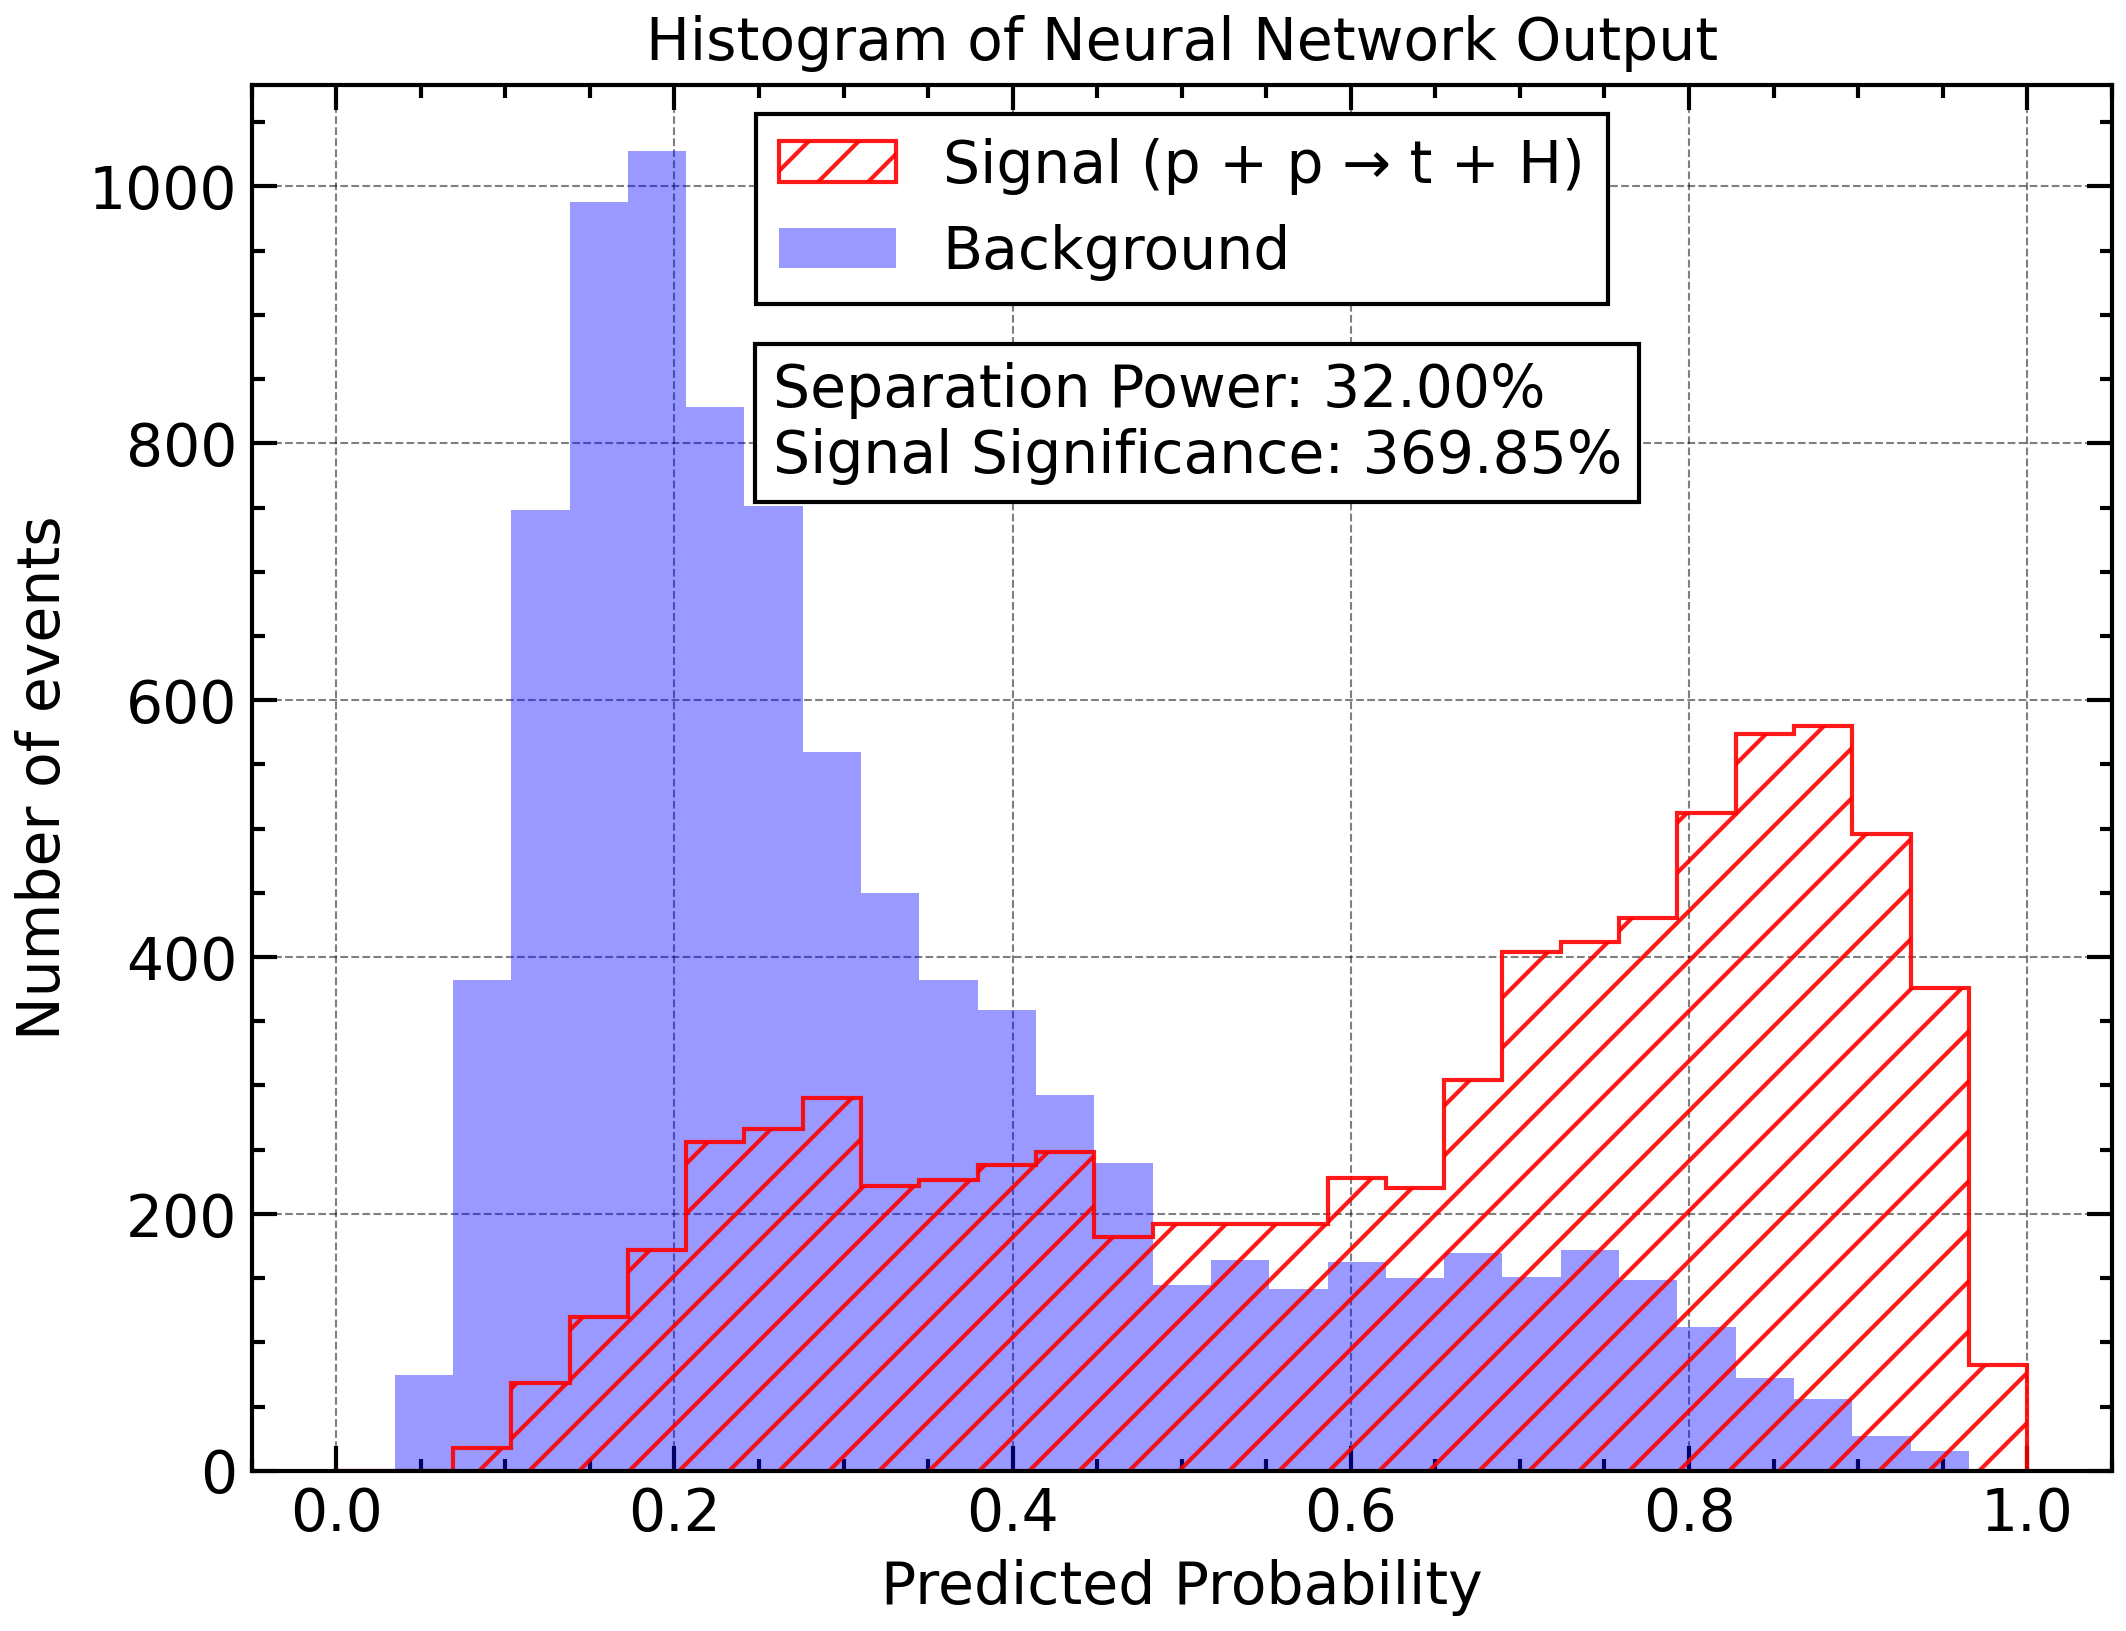 Histogram of Neural Network Output
Signal (p + p → t + H)
Background
Separation Power: 32.00%
Signal Significance: 369.85%
Number of events
1000
800
600
400
200
0
0.0 0.2 0.4 0.6 0.8 1.0
Predicted Probability